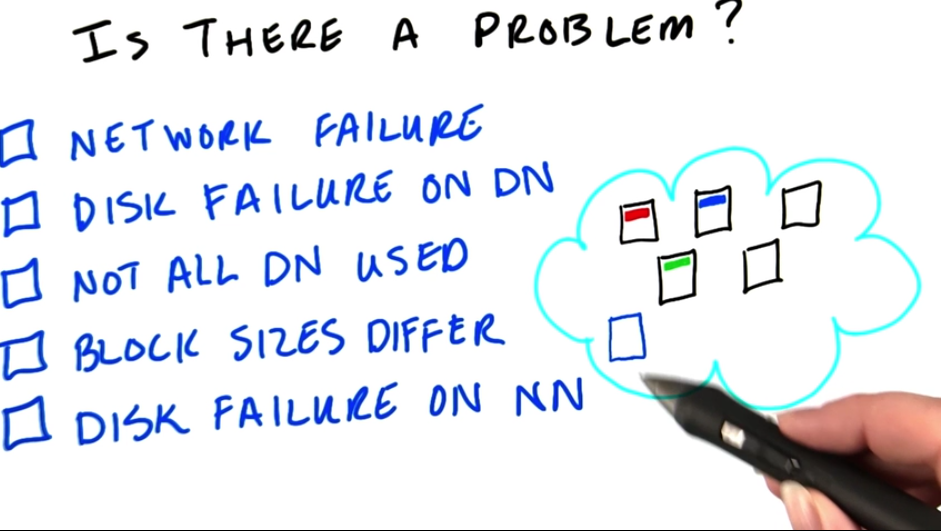 IS THERE A PROBLEM?
NETWORK FAILURE
DISK FAILURE ON DN
NOT ALL DN USED
BLOCK SIZES DIFFER
DISK FAILURE ON NN